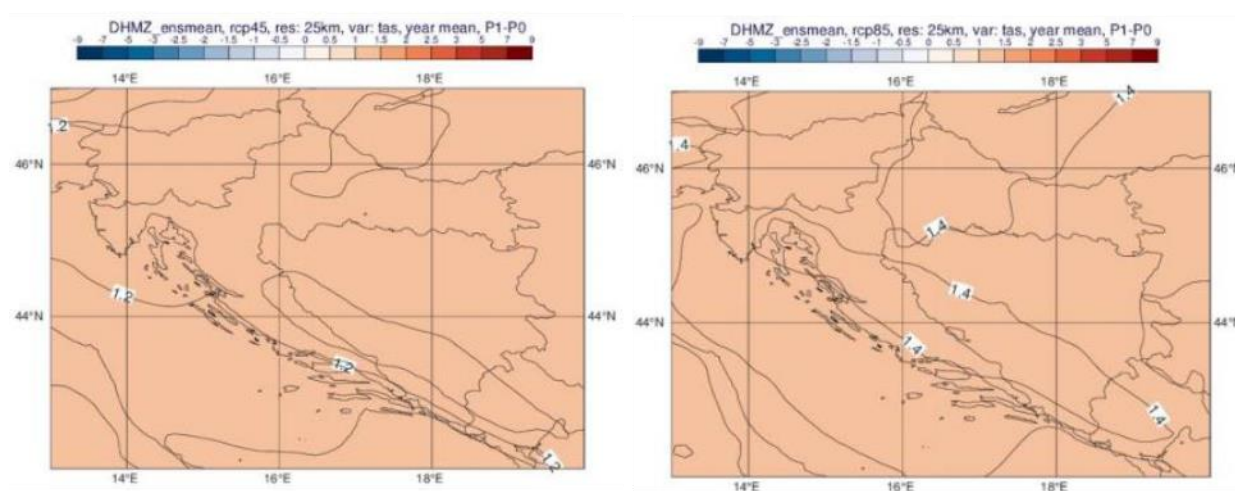 DHMZ_ensmean, rcp45, res: 25km, var: tas, year mean, P1-P0
-9 -7 -5 -3 -2.5 -2 -1.5 -1 -0.5 0 0.5 1 1.5 2 2.5 3 5 7 9
14°E 16°E 18°E
1.2
46°N
1.2
44°N
1.2
1.2
14°E 16°E 18°E
DHMZ_ensmean, rcp85, res: 25km, var: tas, year mean, P1-P0
-9 -7 -5 -3 -2.5 -2 -1.5 -1 -0.5 0 0.5 1 1.5 2 2.5 3 5 7 9
14°E 16°E 18°E
1.4
1.4
46°N 46°N
1.4
1.4
44°N 44°
1.4
1.4
14°E 16°E 18°E